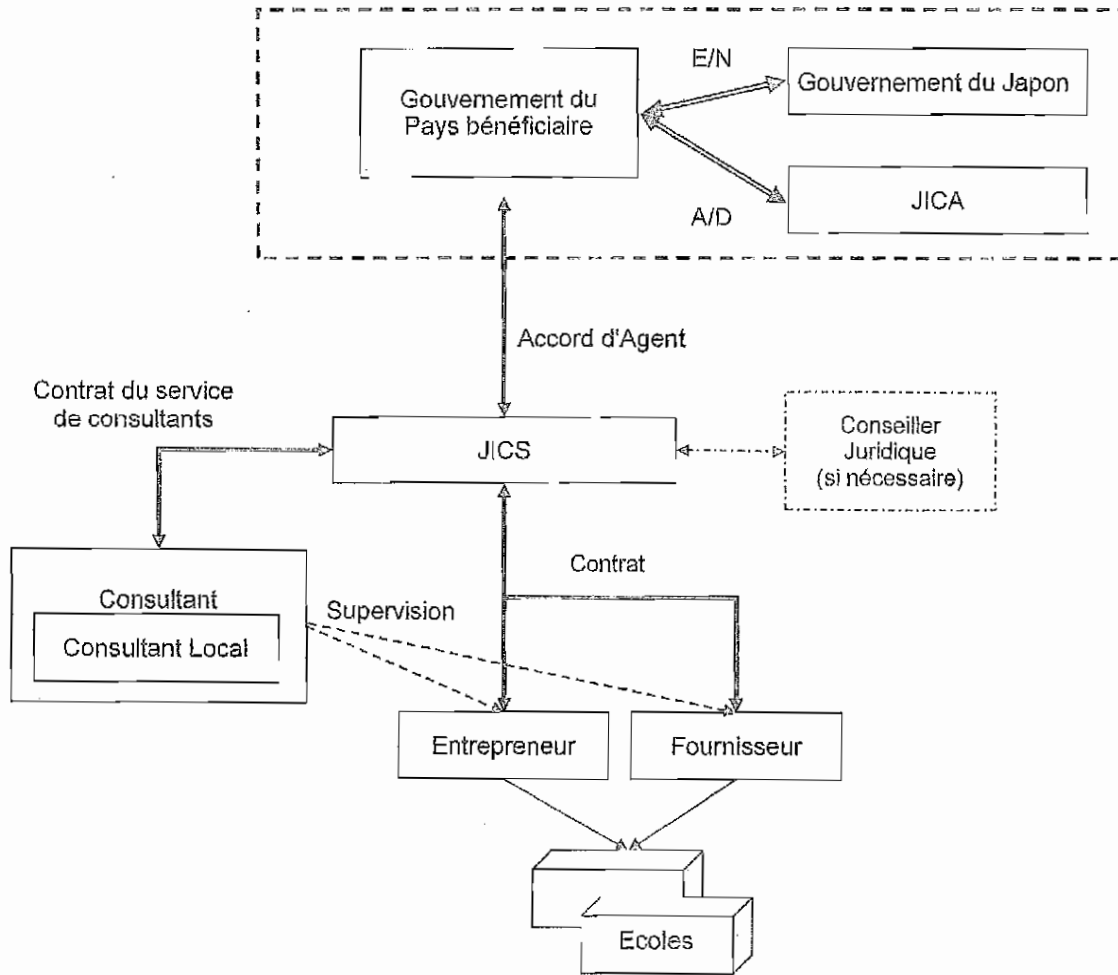 E/N
Gouvernement du
Pays bénéficiaire
Gouvernement du Japon
A/D
JICA
Accord d'Agent
Contrat du service
de consultants
JICS
Conseiller
Juridique
(si nécessaire)
Contrat
Consultant
Consultant Local
Supervision
Entrepreneur
Fournisseur
Ecoles